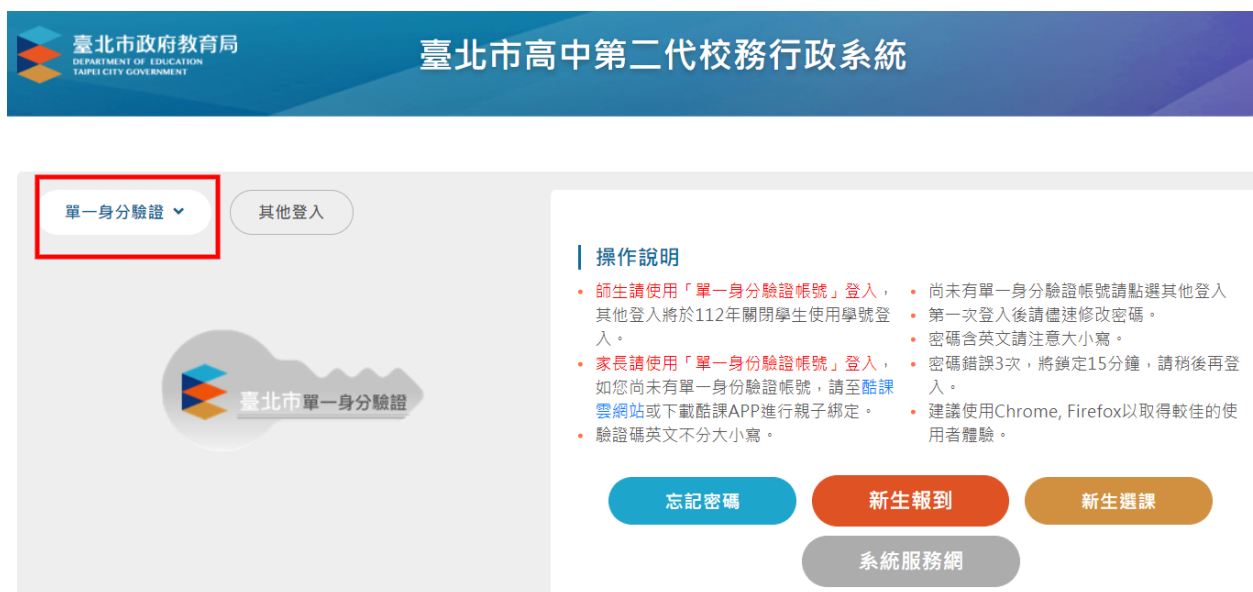 臺北市政府教育局
DEPARTMENT OF EDUCATION
TAIPEI CITY GOVERNMENT
臺北市高中第二代校務行政系統
單一身分驗證
其他登入
臺北市單一身分驗證
操作說明
師生請使用「單一身分驗證帳號」登入，
其他登入將於112年關閉學生使用學號登
入。
家長請使用「單一身份驗證帳號」登入，
如您尚未有單一身份驗證帳號，請至酷課
雲網站或下載酷課APP進行親子綁定。
驗證碼英文不分大小寫。
尚未有單一身分驗證帳號請點選其他登入
第一次登入後請儘速修改密碼。
密碼含英文請注意大小寫。
密碼錯誤3次，將鎖定15分鐘，請稍後再登
入。
建議使用Chrome, Firefox以取得較佳的使
用者體驗。
忘記密碼
新生報到
新生選課
系統服務網